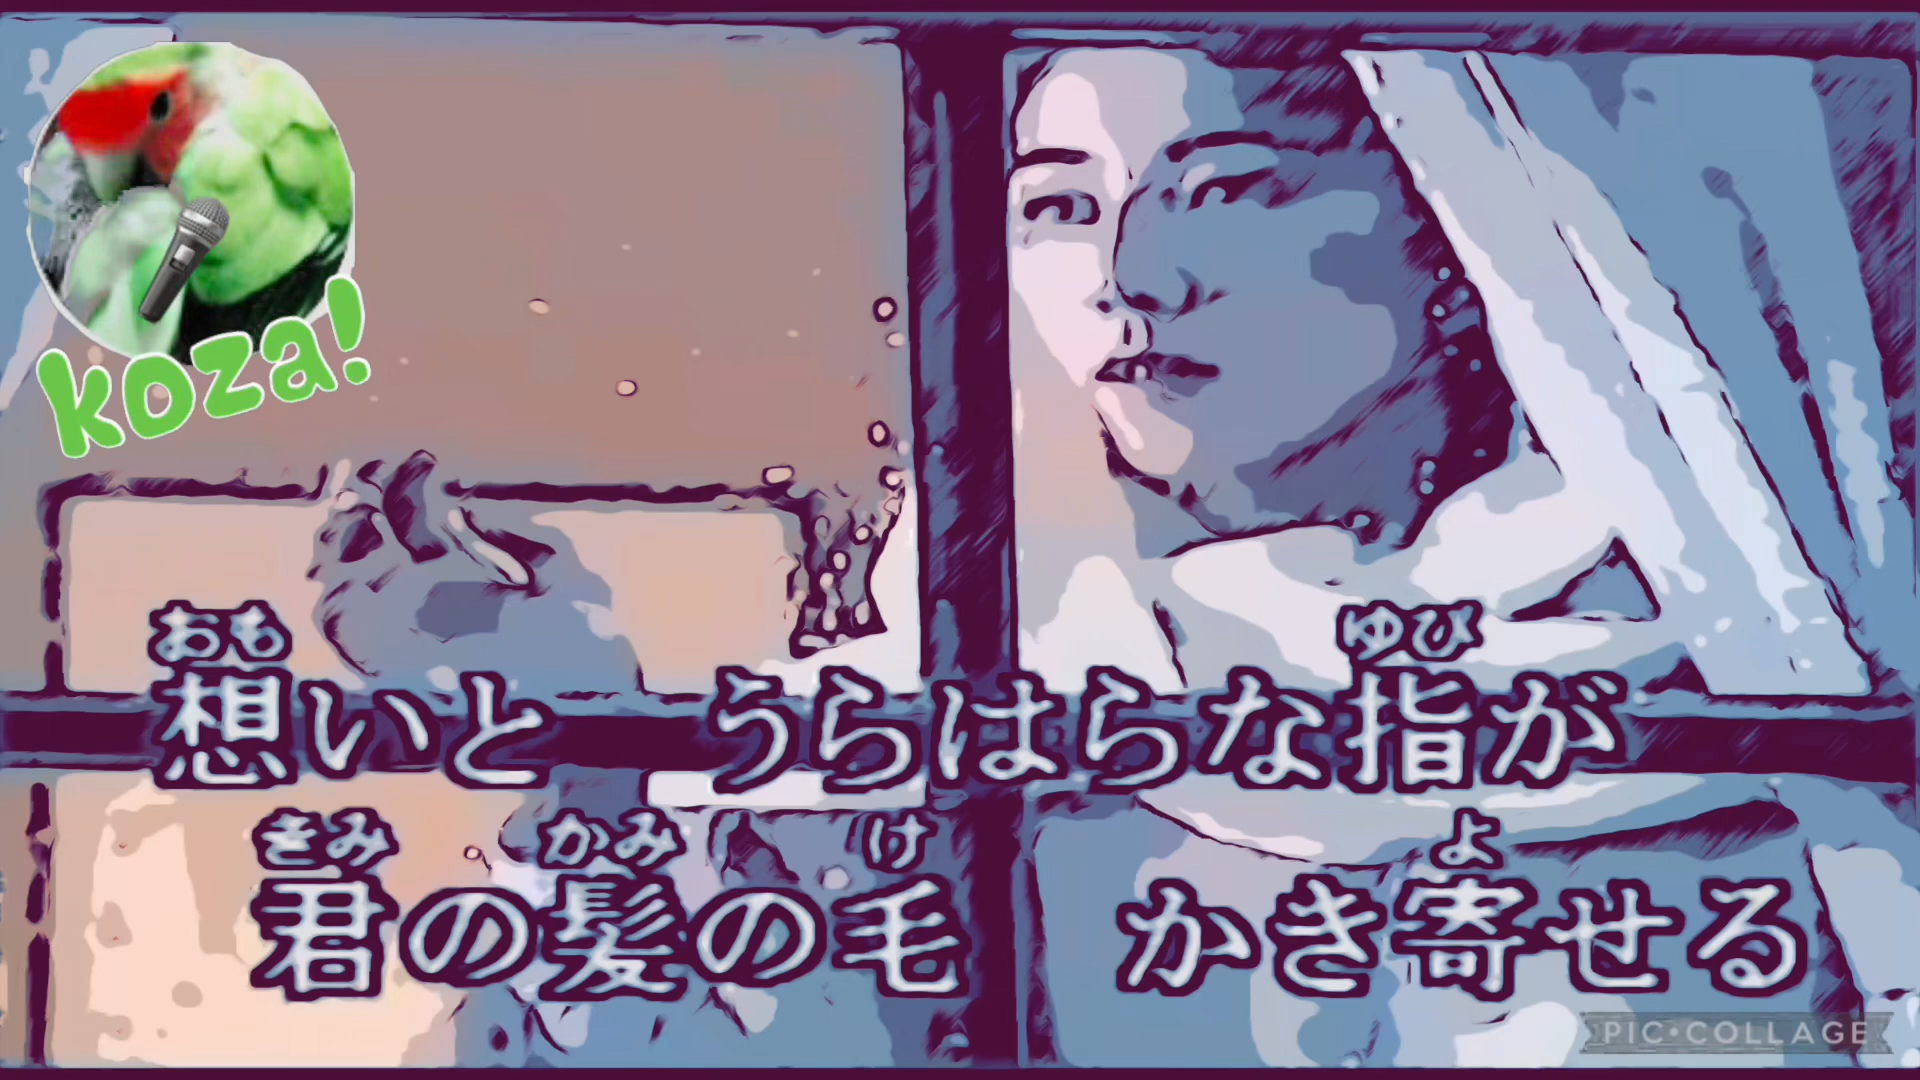 koza!
おも ゆび
想いと うらはらな指が
きみ かみ け よ
君の髪の毛 かき寄せる
PIC•COLLAGE